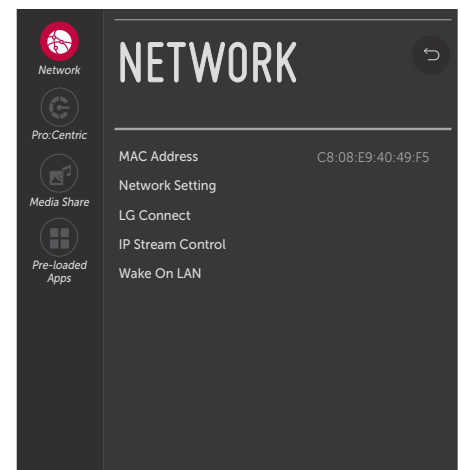 Network
Pro:Centric
Media Share
Pre-loaded
Apps
NETWORK
MAC Address C8:08:E9:40:49:F5
Network Setting
LG Connect
IP Stream Control
Wake On LAN